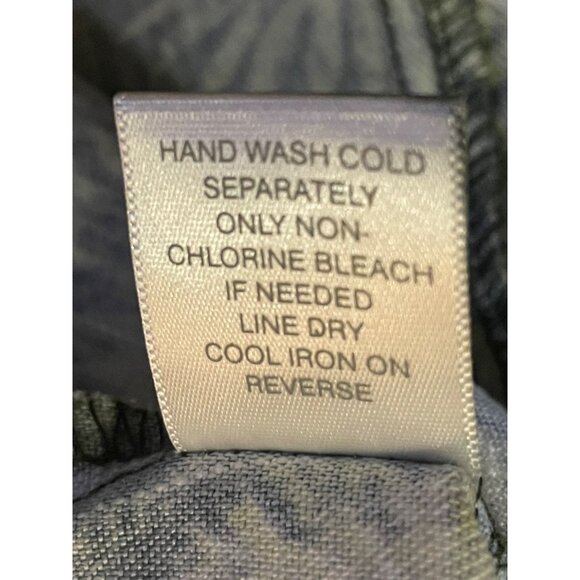 HAND WASH COLD
SEPARATELY
ONLY NON-
CHLORINE BLEACH
IF NEEDED
LINE DRY
COOL IRON ON
REVERSE